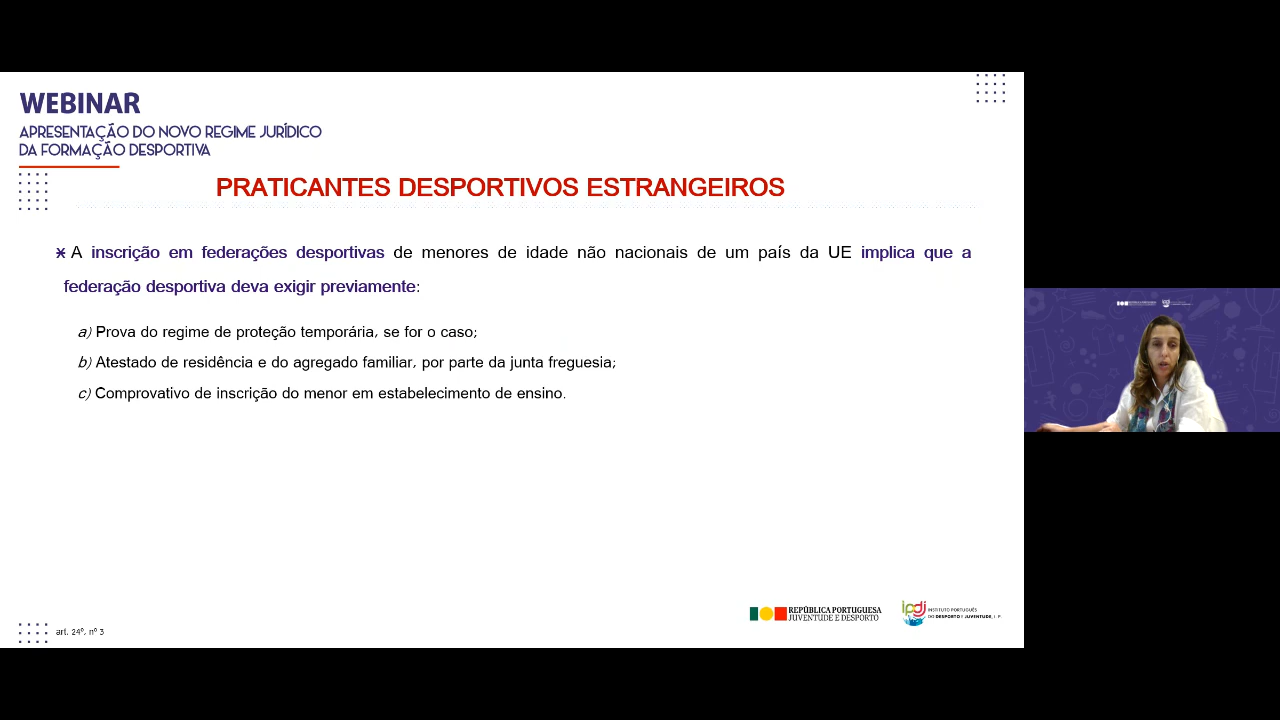 WEBINAR
APRESENTAÇÃO DO NOVO REGIME JURÍDICO
DA FORMAÇÃO DESPORTIVA
PRATICANTES DESPORTIVOS ESTRANGEIROS
A inscrição em federações desportivas de menores de idade não nacionais de um país da UE implica que a
federação desportiva deva exigir previamente:
a) Prova do regime de proteção temporária, se for o caso;
b) Atestado de residência e do agregado familiar, por parte da junta freguesia;
c) Comprovativo de inscrição do menor em estabelecimento de ensino.
art. 24º, nº 3
REPÚBLICA PORTUGUESA
JUVENTUDE E DESPORTO
ipdj
INSTITUTO PORTUGUÊS
DO DESPORTO E JUVENTUDE, I. P.